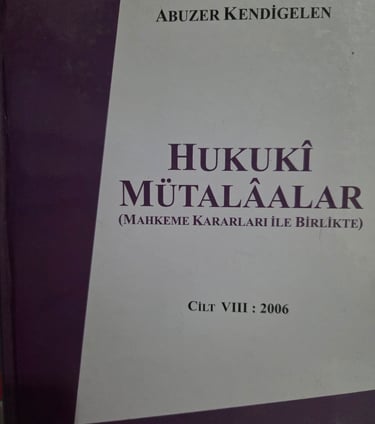 ABUZER KENDİGELEN
HUKUKÎ
MÜTALÂALAR
(MAHKEME KARARLARI İLE BİRLİKTE)
CİLT VIII : 2006